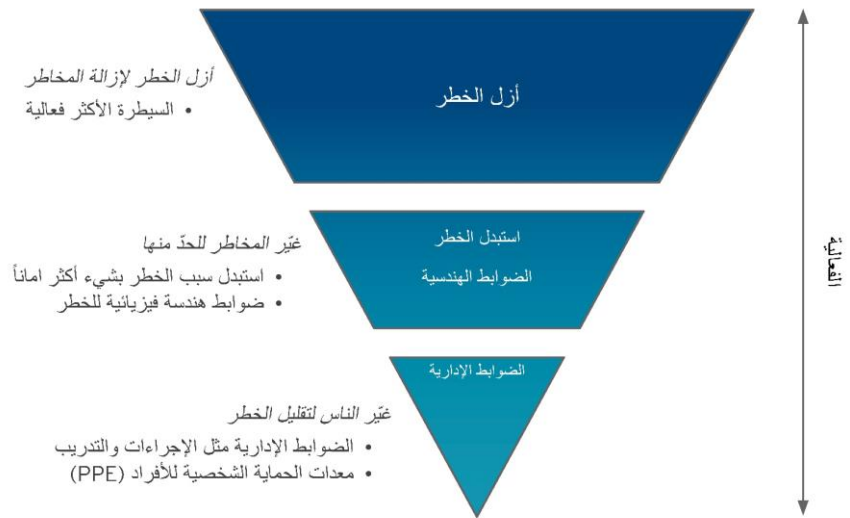 أزل الخطر لإزالة المخاطر
• السيطرة الأكثر فعالية
أزل الخطر
غيّر المخاطر للحدّ منها
• استبدل سبب الخطر بشيء أكثر اماناً
• ضوابط هندسة فيزيائية للخطر
استبدل الخطر
الضوابط الهندسية
غيّر الناس لتقليل الخطر
• الضوابط الإدارية مثل الإجراءات والتدريب
• معدات الحماية الشخصية للأفراد (PPE)
الضوابط الإدارية
الفعالية